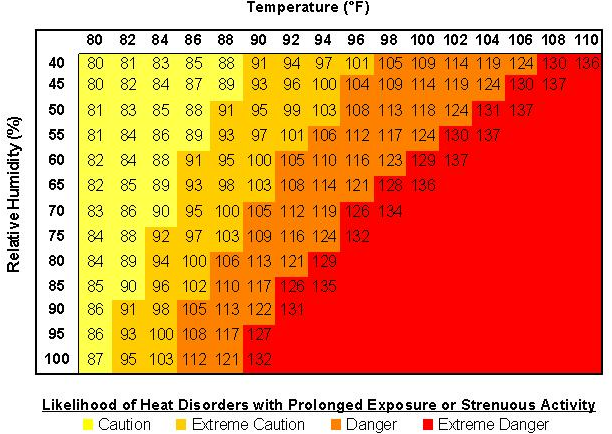 Temperature (°F)
80 82 84 86 88 90 92 94 96 98 100 102 104 106 108 110
Relative Humidity (%)
40 80 81 83 85 88 91 94 97 101 105 109 114 119 124 130 136
45 80 82 84 87 89 93 96 100 104 109 114 119 124 130 137
50 81 83 85 88 91 95 99 103 108 113 118 124 131 137
55 81 84 86 89 93 97 101 106 112 117 124 130 137
60 82 84 88 91 95 100 105 110 116 123 129 137
65 82 85 89 93 98 103 108 114 121 128 136
70 83 86 90 95 100 105 112 119 126 134
75 84 88 92 97 103 109 116 124 132
80 84 89 94 100 106 113 121 129
85 85 90 96 102 110 117 126 135
90 86 91 98 105 113 122 131
95 86 93 100 108 117 127
100 87 95 103 112 121 132
Likelihood of Heat Disorders with Prolonged Exposure or Strenuous Activity
Caution Extreme Caution Danger Extreme Danger